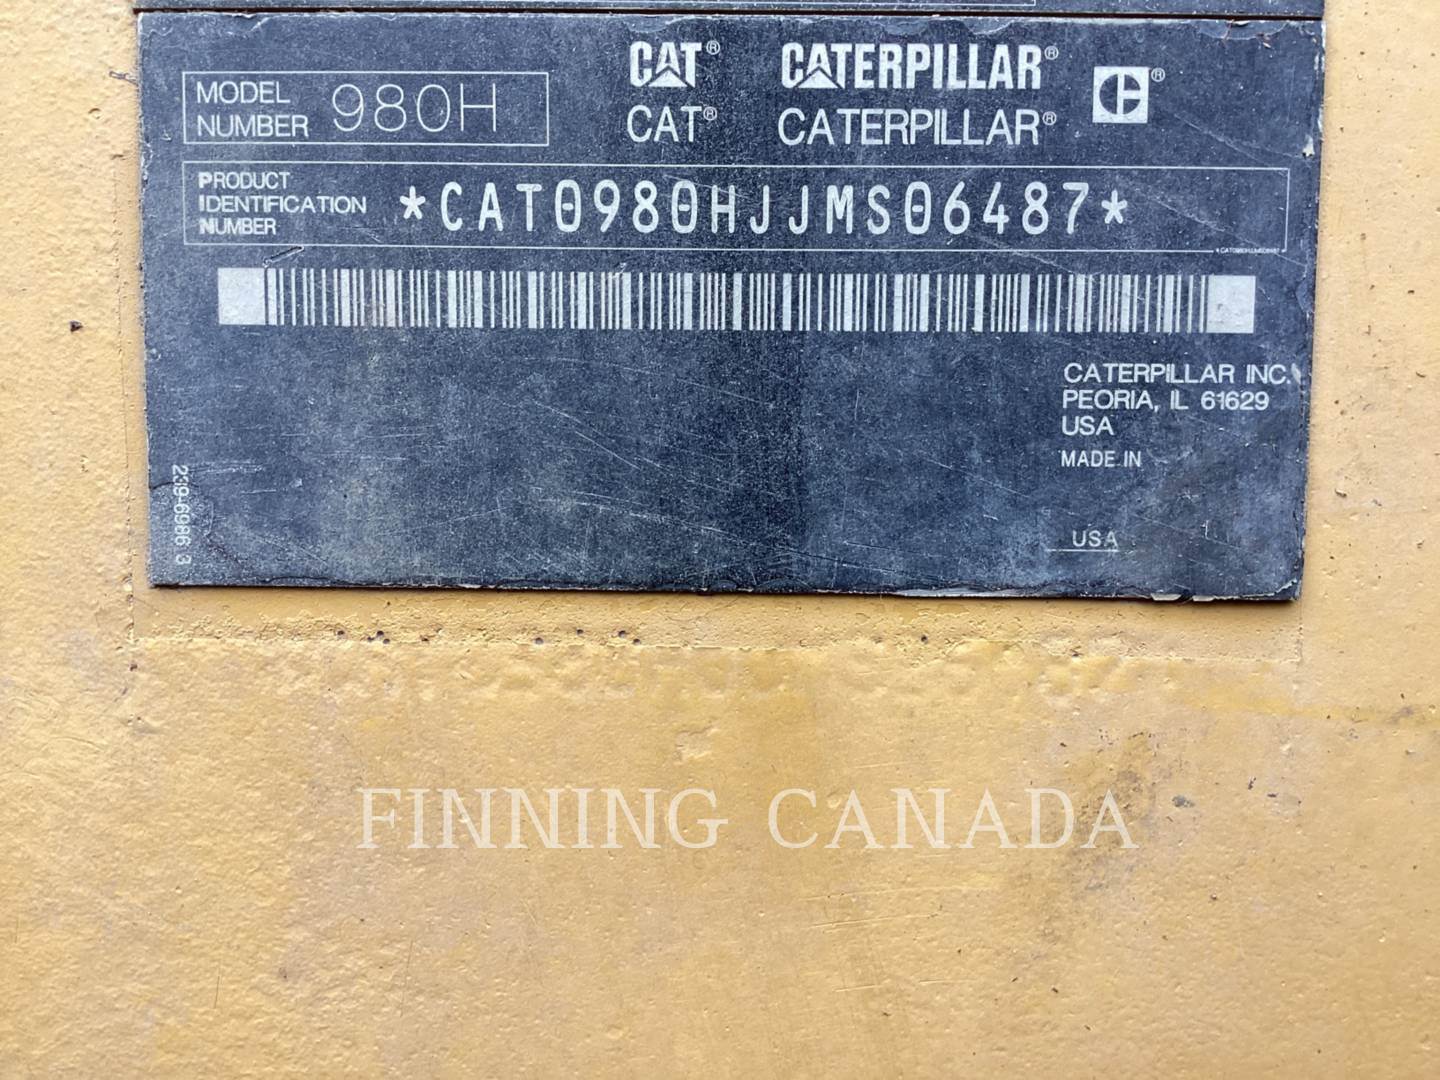 CAT® CATERPILLAR® ®
CAT® CATERPILLAR®
MODEL
NUMBER 980H
PRODUCT
IDENTIFICATION
NUMBER
*CAT0980HJJMS06487*
*CAT0980HJJMS06487*
CATERPILLAR INC.
PEORIA, IL 61629
USA
MADE IN
USA
239-6986 3
FINNING CANADA